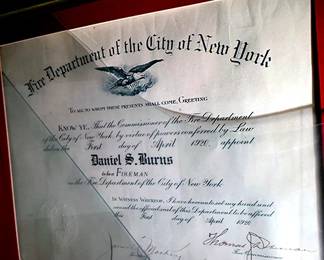 Fire Department of the City of New York
TO ALL TO WHOM THESE PRESENTS SHALL COME, GREETING
KNOW YE, That the Commissioner of the Fire Department
of the City of New York, by virtue of powers conferred by Law
does this First day of April 1920, appoint
Daniel S. Burns
to be a FIREMAN
in the Fire Department of the City of New York
IN WITNESS WHEREOF, I have hereunto set my hand and
caused the official seal of this Department to be affixed
this First day of April 1920.
Thomas